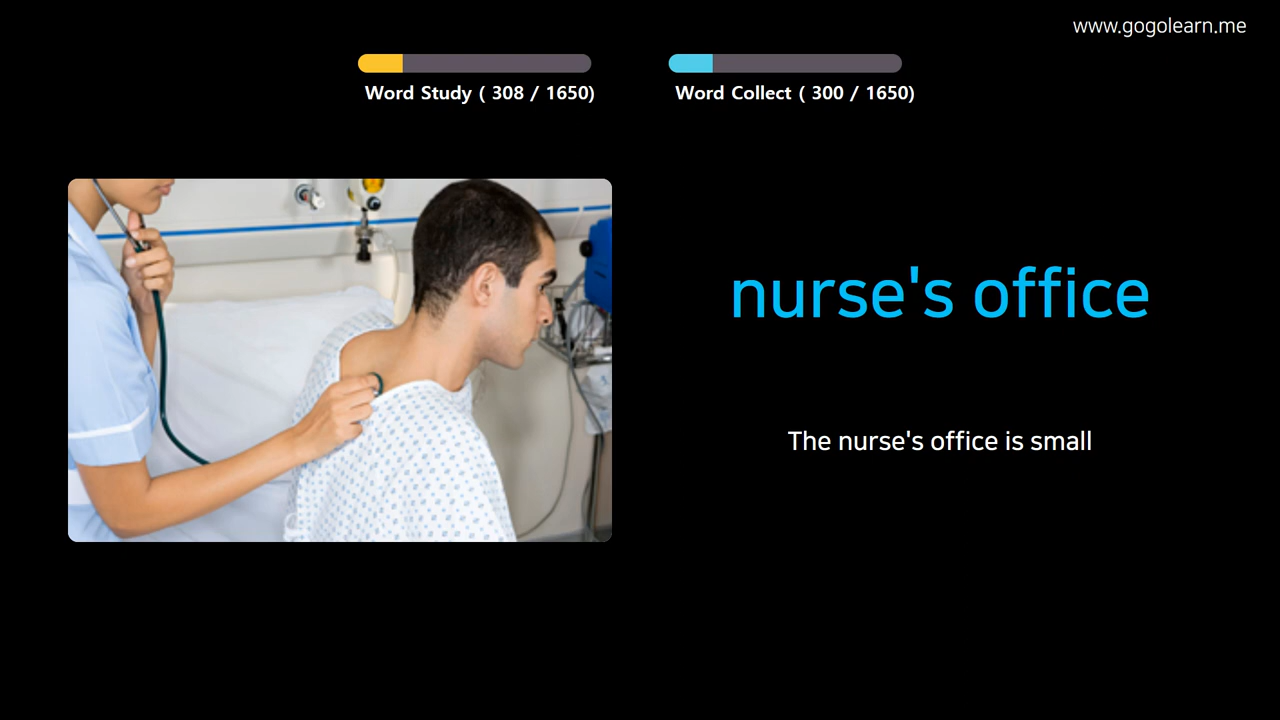 www.gogolearn.me
Word Study ( 308 / 1650)
Word Collect ( 300 / 1650)
nurse's office
The nurse's office is small